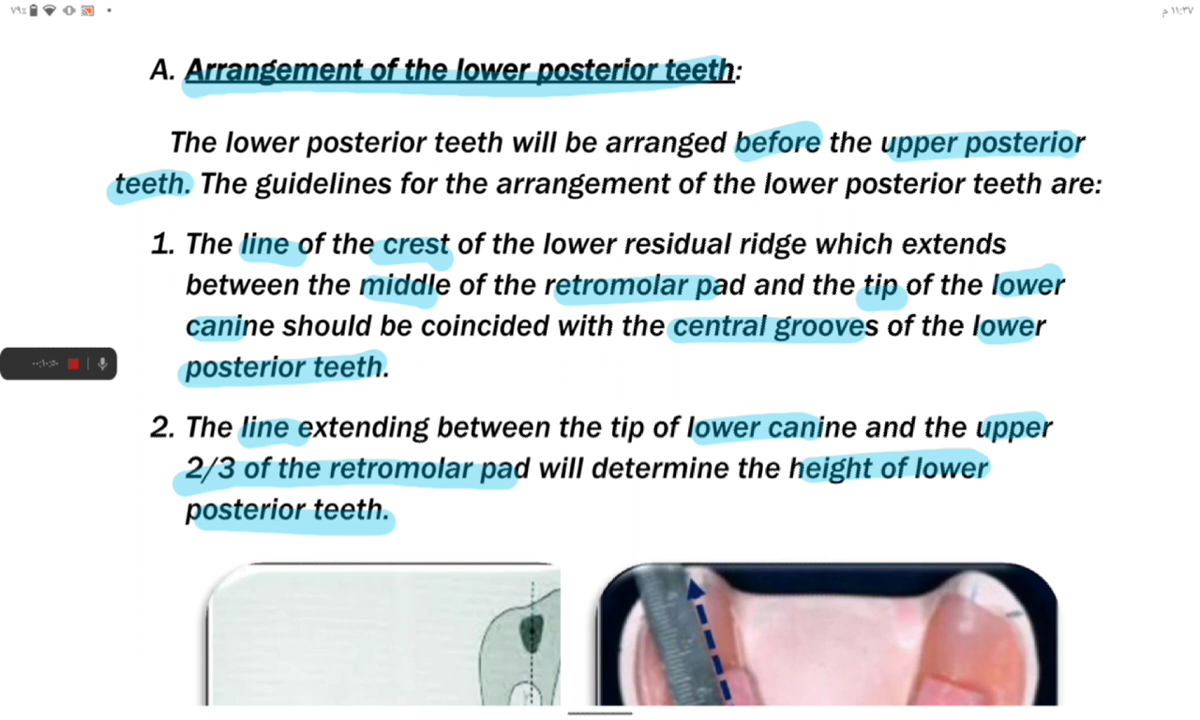 ٧٩٪
١١:٣٧ م
A. Arrangement of the lower posterior teeth:
The lower posterior teeth will be arranged before the upper posterior
teeth. The guidelines for the arrangement of the lower posterior teeth are:
1. The line of the crest of the lower residual ridge which extends
between the middle of the retromolar pad and the tip of the lower
canine should be coincided with the central grooves of the lower
posterior teeth.
2. The line extending between the tip of lower canine and the upper
2/3 of the retromolar pad will determine the height of lower
posterior teeth.